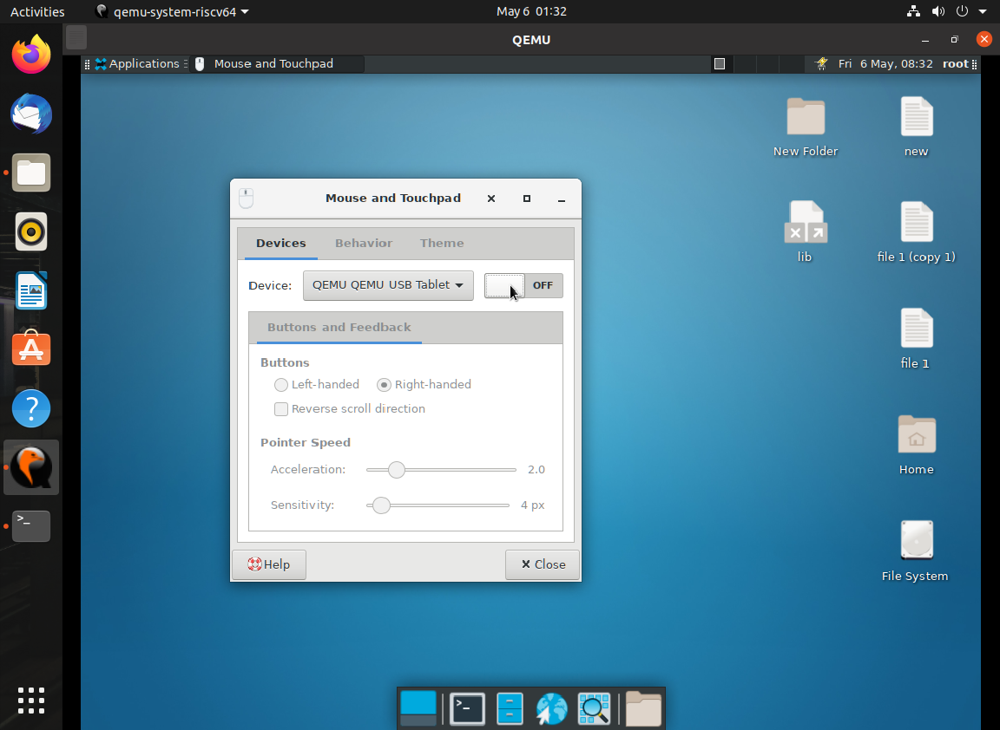 Activities
qemu-system-riscv64
May 6 01:32
QEMU
Applications
Mouse and Touchpad
Fri 6 May, 08:32
root
New Folder
new
lib
file 1 (copy 1)
file 1
Home
File System
Mouse and Touchpad
Devices
Behavior
Theme
Device:
QEMU QEMU USB Tablet
OFF
Buttons and Feedback
Buttons
Left-handed
Right-handed
Reverse scroll direction
Pointer Speed
Acceleration:
2.0
Sensitivity:
4 px
Help
Close